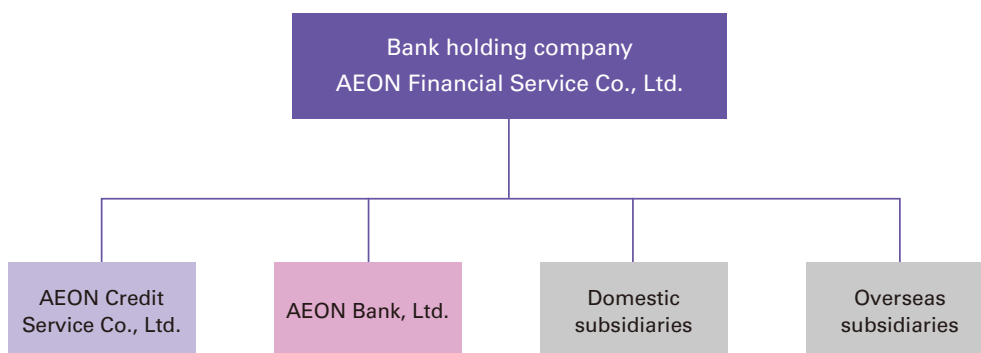 Bank holding company
AEON Financial Service Co., Ltd.
AEON Credit
Service Co., Ltd.
AEON Bank, Ltd.
Domestic
subsidiaries
Overseas
subsidiaries